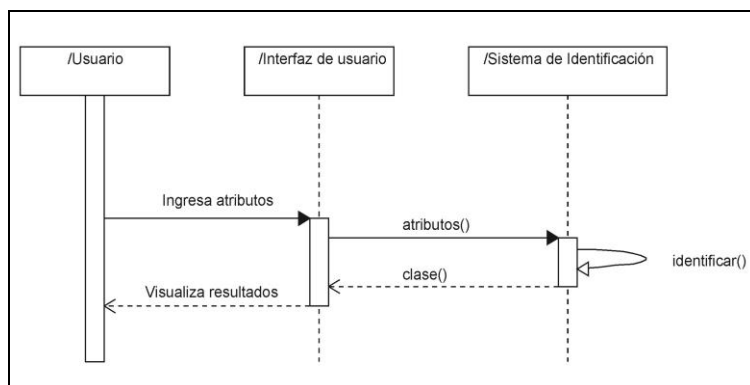 /Usuario
/Interfaz de usuario
/Sistema de Identificación
Ingresa atributos
atributos()
identificar()
clase()
Visualiza resultados